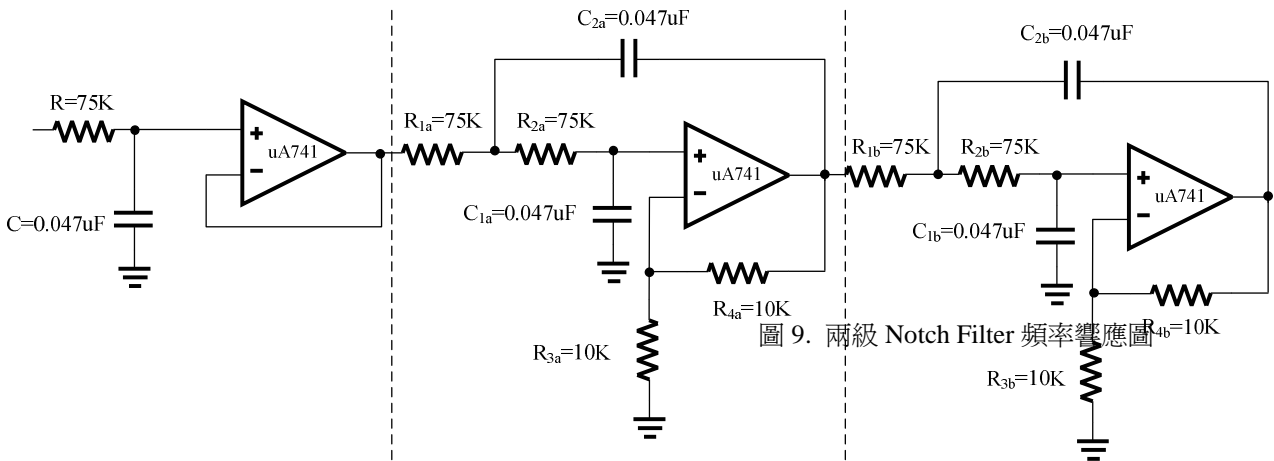 C2a=0.047uF
C2b=0.047uF
R=75K
R1a=75K
R2a=75K
R1b=75K
R2b=75K
uA741
uA741
uA741
C=0.047uF
C1a=0.047uF
C1b=0.047uF
R4a=10K
R4b=10K
圖 9. 兩級 Notch Filter 頻率響應圖
R3a=10K
R3b=10K